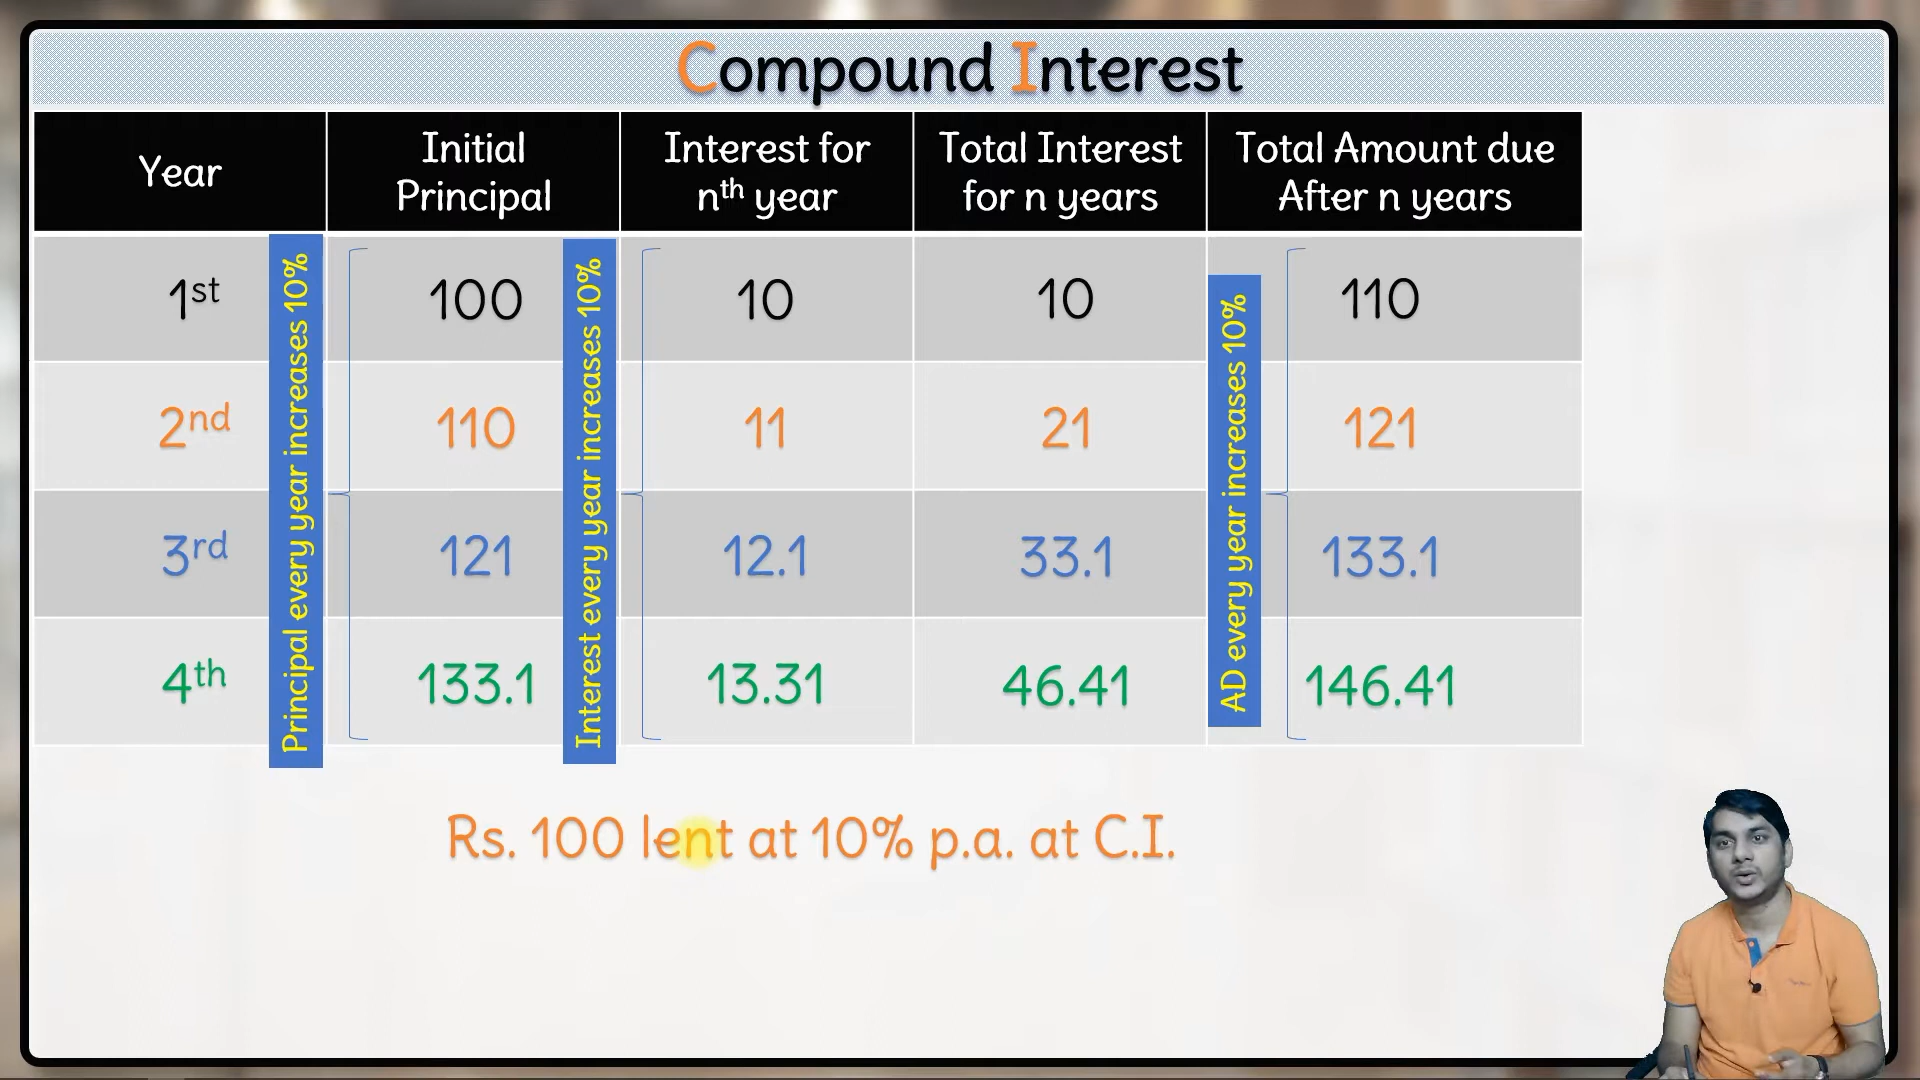 Compound Interest
Year
Initial
Principal
Interest for
nth year
Total Interest
for n years
Total Amount due
After n years
1st
100
10
10
110
2nd
110
11
21
121
3rd
121
12.1
33.1
133.1
4th
133.1
13.31
46.41
146.41
Principal every year increases 10%
Interest every year increases 10%
AD every year increases 10%
Rs. 100 lent at 10% p.a. at C.I.